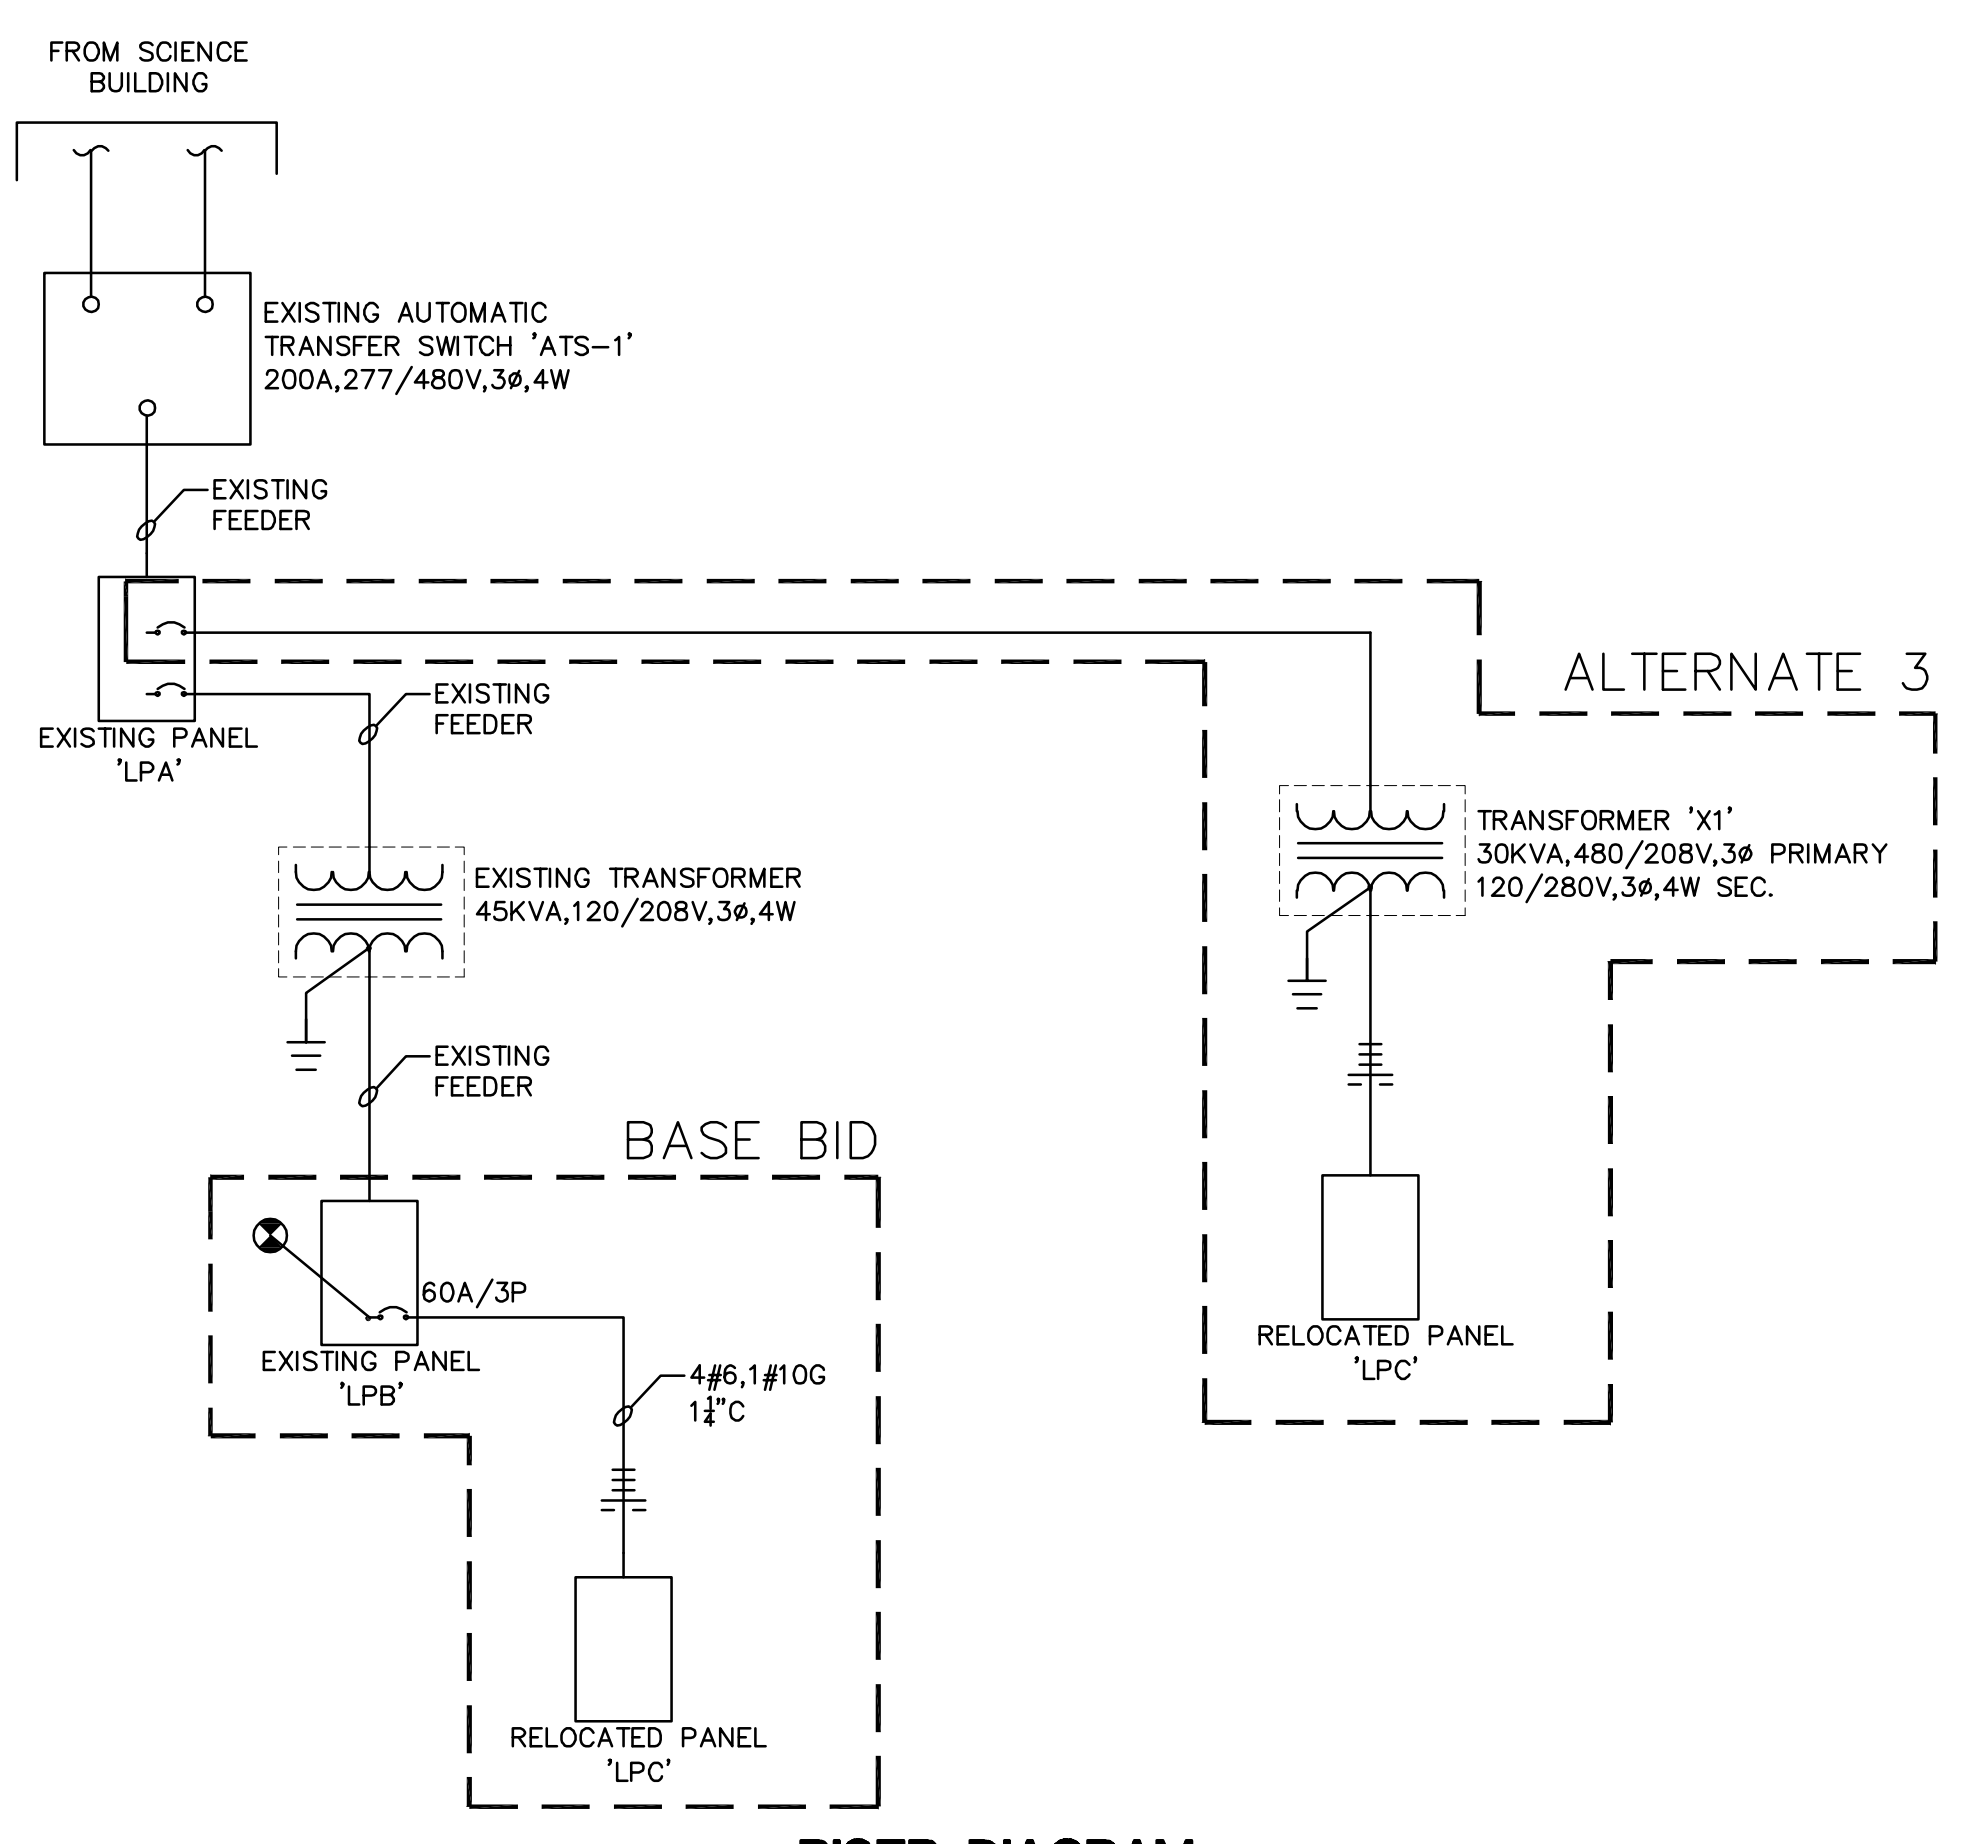 FROM SCIENCE
BUILDING
EXISTING AUTOMATIC
TRANSFER SWITCH 'ATS-1'
200A,277/480V,3ø,4W
EXISTING
FEEDER
ALTERNATE 3
EXISTING
FEEDER
EXISTING PANEL
'LPA'
TRANSFORMER 'X1'
30KVA,480/208V,3ø PRIMARY
120/280V,3ø,4W SEC.
EXISTING TRANSFORMER
45KVA,120/208V,3ø,4W
EXISTING
FEEDER
BASE BID
60A/3P
EXISTING PANEL
'LPB'
RELOCATED PANEL
'LPC'
4#6,1#10G
1¼"C
RELOCATED PANEL
'LPC'